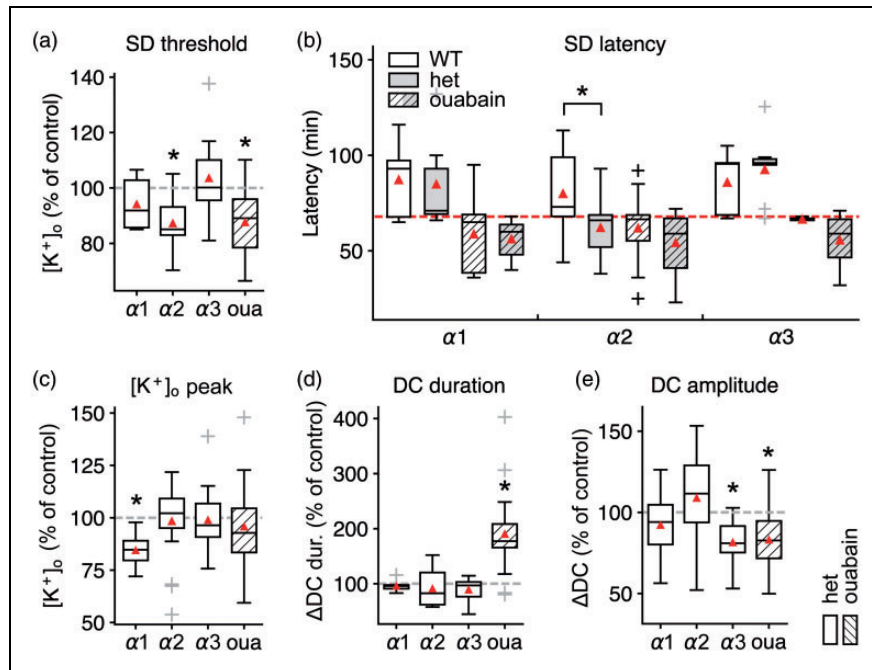 (a) SD threshold
[K⁺]ₒ (% of control)
140
120
100
80
* *
α1 α2 α3 oua
(b) SD latency
WT
het
ouabain
Latency (min)
150
100
50
*
α1 α2 α3
(c) [K⁺]ₒ peak
[K⁺]ₒ (% of control)
150
125
100
75
50
*
α1 α2 α3 oua
(d) DC duration
ΔDC dur. (% of control)
400
300
200
100
*
α1 α2 α3 oua
(e) DC amplitude
ΔDC (% of control)
150
100
50
* *
α1 α2 α3 oua
het
ouabain